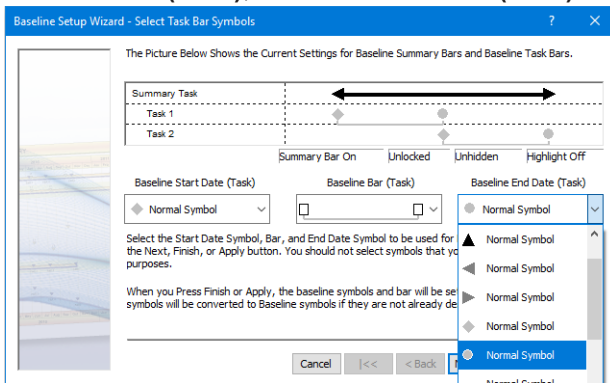 Baseline Setup Wizard - Select Task Bar Symbols
The Picture Below Shows the Current Settings for Baseline Summary Bars and Baseline Task Bars.
Summary Task
Task 1
Task 2
Summary Bar On Unlocked Unhidden Highlight Off
Baseline Start Date (Task) Baseline Bar (Task) Baseline End Date (Task)
Normal Symbol Normal Symbol
Select the Start Date Symbol, Bar, and End Date Symbol to be used for
the Next, Finish, or Apply button. You should not select symbols that
purposes.
When you Press Finish or Apply, the baseline symbols and bar will be
symbols will be converted to Baseline symbols if they are not already
Normal Symbol
Normal Symbol
Normal Symbol
Normal Symbol
Normal Symbol
Normal Symbol
Cancel |<< < Back